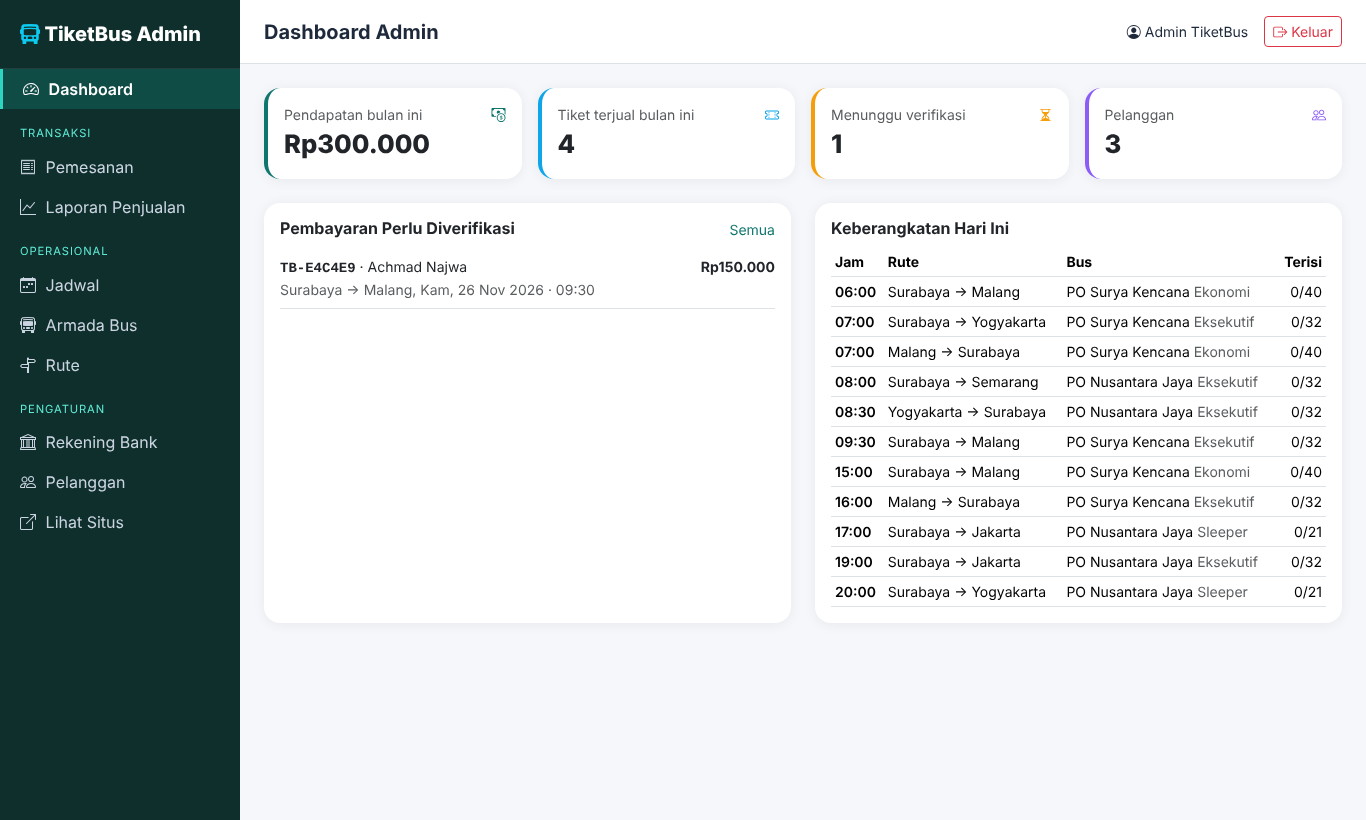 TiketBus Admin
Dashboard
TRANSAKSI
Pemesanan
Laporan Penjualan
OPERASIONAL
Jadwal
Armada Bus
Rute
PENGATURAN
Rekening Bank
Pelanggan
Lihat Situs
Dashboard Admin
Admin TiketBus
Keluar
Pendapatan bulan ini
Rp300.000
Tiket terjual bulan ini
4
Menunggu verifikasi
1
Pelanggan
3
Pembayaran Perlu Diverifikasi Semua
TB-E4C4E9 · Achmad Najwa Rp150.000
Surabaya → Malang, Kam, 26 Nov 2026 · 09:30
Keberangkatan Hari Ini
Jam Rute Bus Terisi
06:00 Surabaya → Malang PO Surya Kencana Ekonomi 0/40
07:00 Surabaya → Yogyakarta PO Surya Kencana Eksekutif 0/32
07:00 Malang → Surabaya PO Surya Kencana Ekonomi 0/40
08:00 Surabaya → Semarang PO Nusantara Jaya Eksekutif 0/32
08:30 Yogyakarta → Surabaya PO Nusantara Jaya Eksekutif 0/32
09:30 Surabaya → Malang PO Surya Kencana Eksekutif 0/32
15:00 Surabaya → Malang PO Surya Kencana Ekonomi 0/40
16:00 Malang → Surabaya PO Surya Kencana Eksekutif 0/32
17:00 Surabaya → Jakarta PO Nusantara Jaya Sleeper 0/21
19:00 Surabaya → Jakarta PO Nusantara Jaya Eksekutif 0/32
20:00 Surabaya → Yogyakarta PO Nusantara Jaya Sleeper 0/21